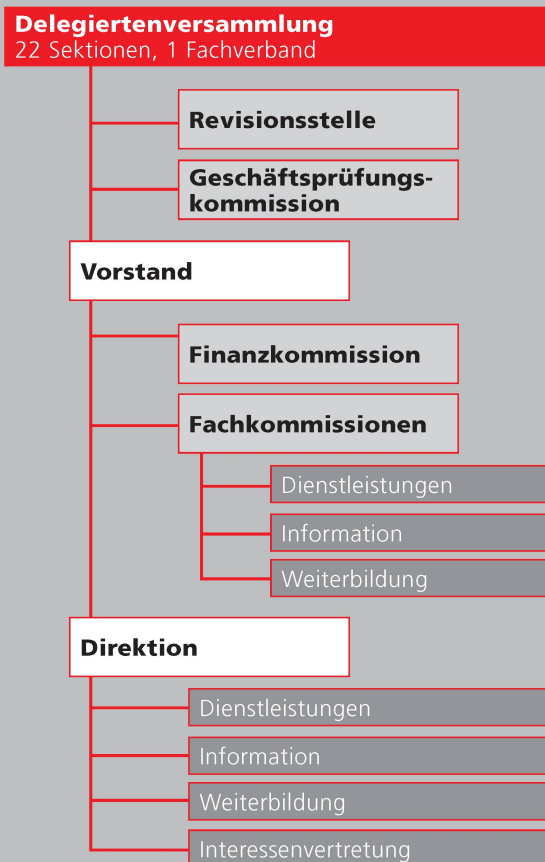 Delegiertenversammlung
22 Sektionen, 1 Fachverband
Revisionsstelle
Geschäftsprüfungs-
kommission
Vorstand
Finanzkommission
Fachkommissionen
Dienstleistungen
Information
Weiterbildung
Direktion
Dienstleistungen
Information
Weiterbildung
Interessenvertretung